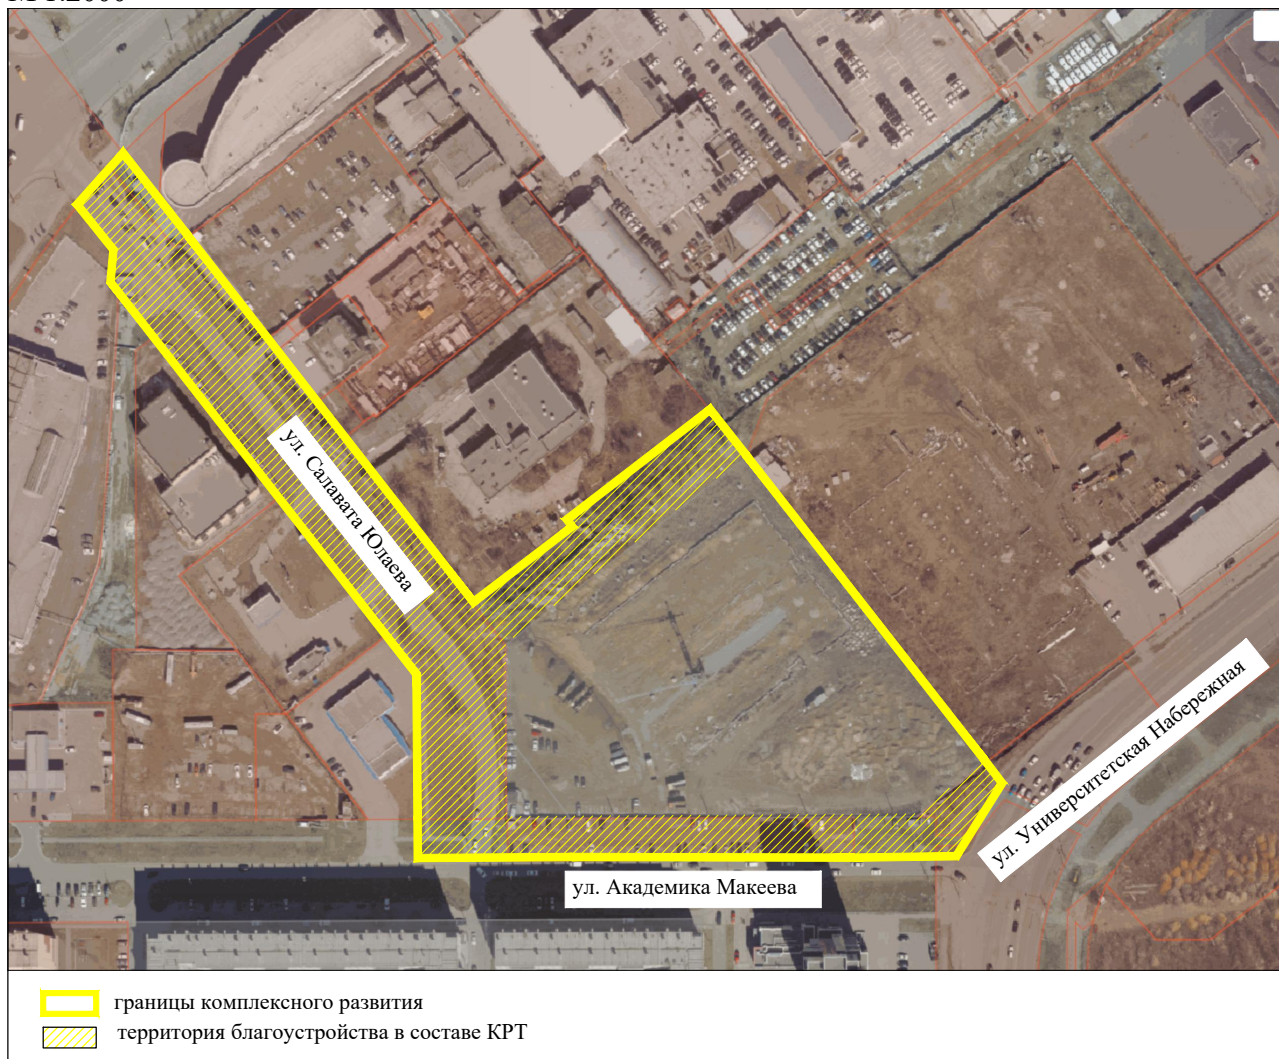 ул. Салавата Юлаева
ул. Университетская Набережная
ул. Академика Макеева
границы комплексного развития
территория благоустройства в составе КРТ